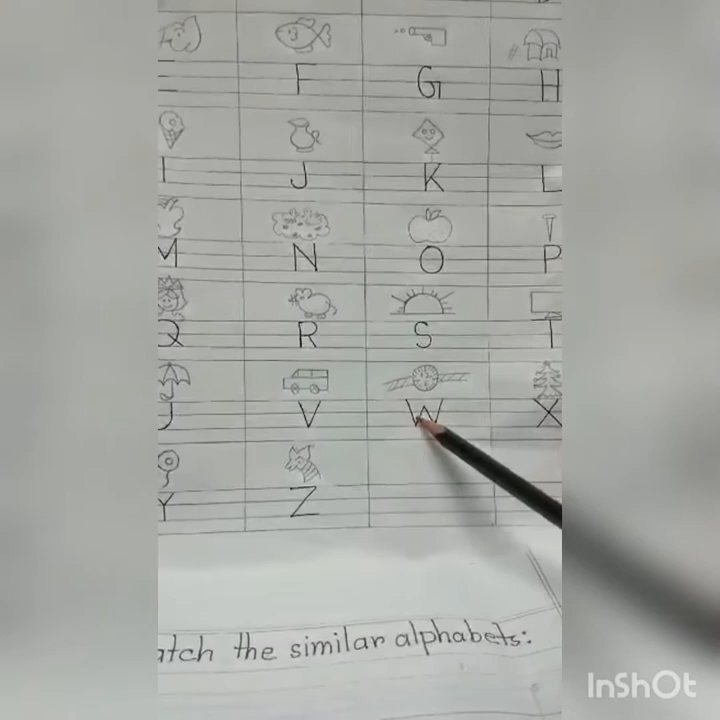 F G H
I J K L
M N O P
Q R S T
V W X
Y Z
atch the similar alphabets:
InShOt